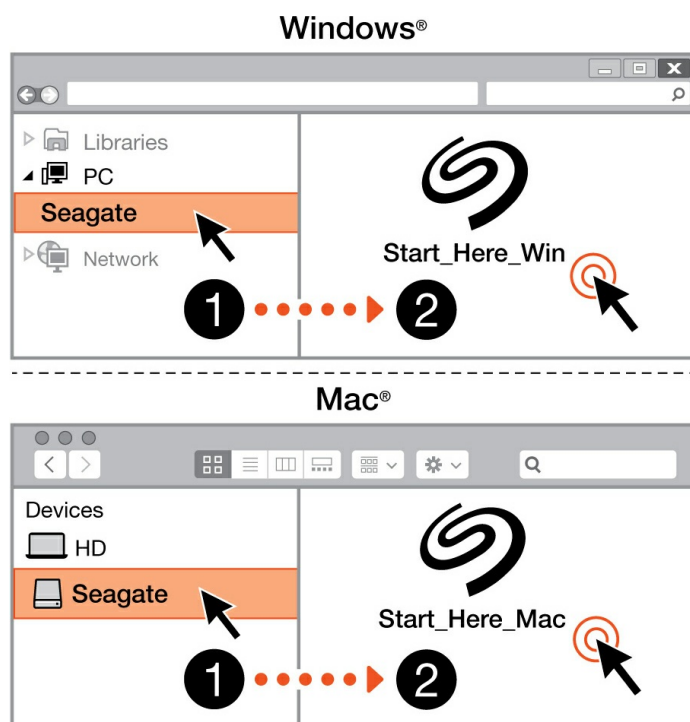 Windows®
Libraries
PC
Seagate
Network
Start_Here_Win
1
2
Mac®
Devices
HD
Seagate
Start_Here_Mac
1
2